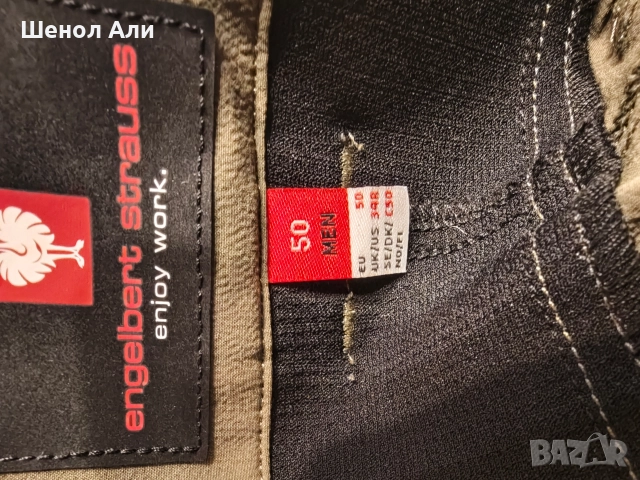 Шенол Али
engelbert strauss
enjoy work.
50
MEN
EU 50
UK/US 34R
SE/DK/ C50
NO/FI
BAZAR